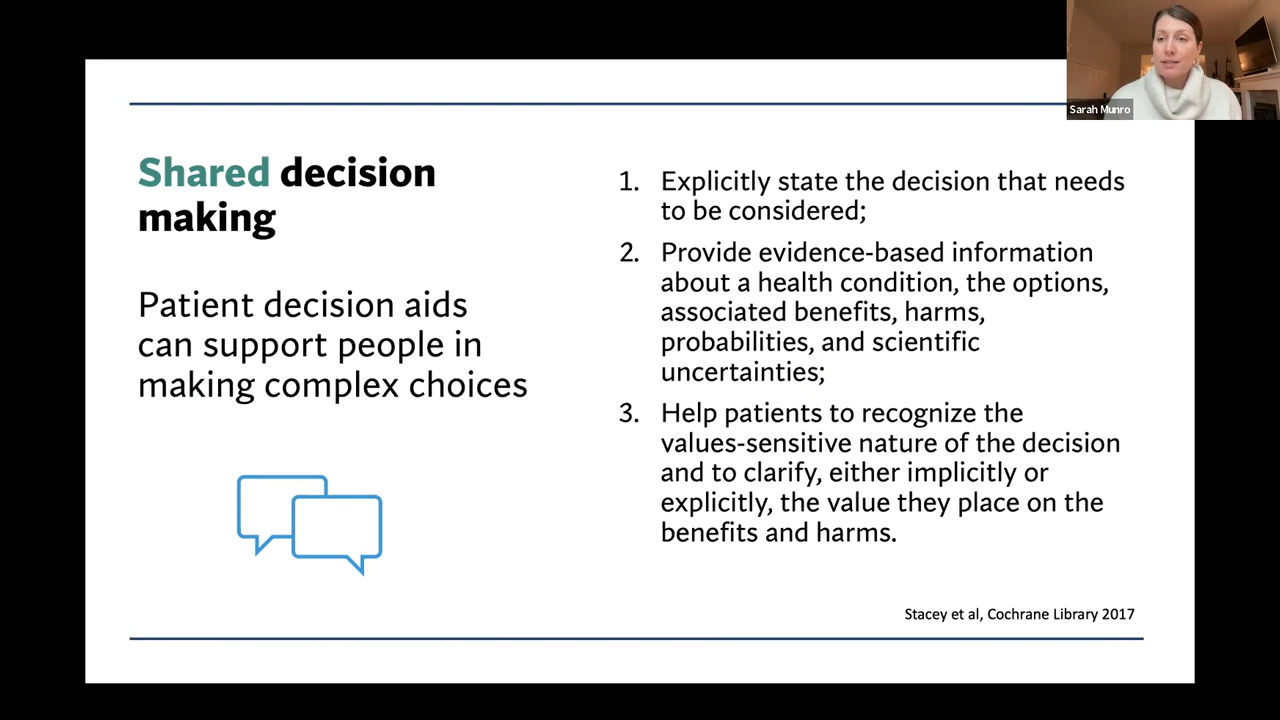 Sarah Munro
Shared decision
making
Patient decision aids
can support people in
making complex choices
1. Explicitly state the decision that needs
to be considered;
2. Provide evidence-based information
about a health condition, the options,
associated benefits, harms,
probabilities, and scientific
uncertainties;
3. Help patients to recognize the
values-sensitive nature of the decision
and to clarify, either implicitly or
explicitly, the value they place on the
benefits and harms.
Stacey et al, Cochrane Library 2017